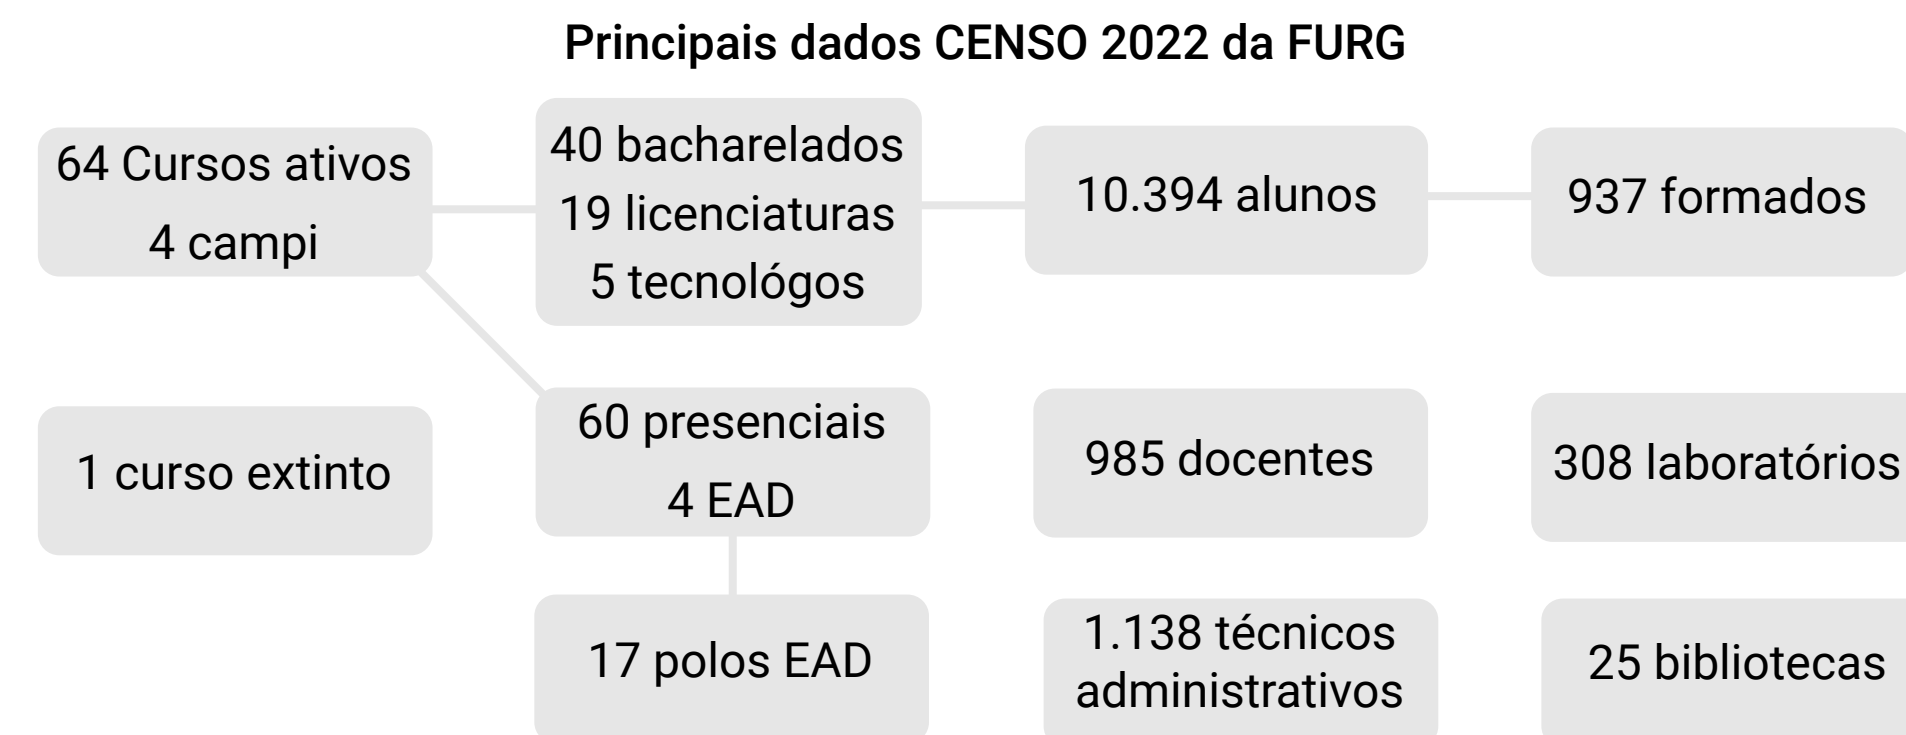 Principais dados CENSO 2022 da FURG
64 Cursos ativos
4 campi
40 bacharelados
19 licenciaturas
5 tecnológos
10.394 alunos
937 formados
1 curso extinto
60 presenciais
4 EAD
985 docentes
308 laboratórios
17 polos EAD
1.138 técnicos
administrativos
25 bibliotecas